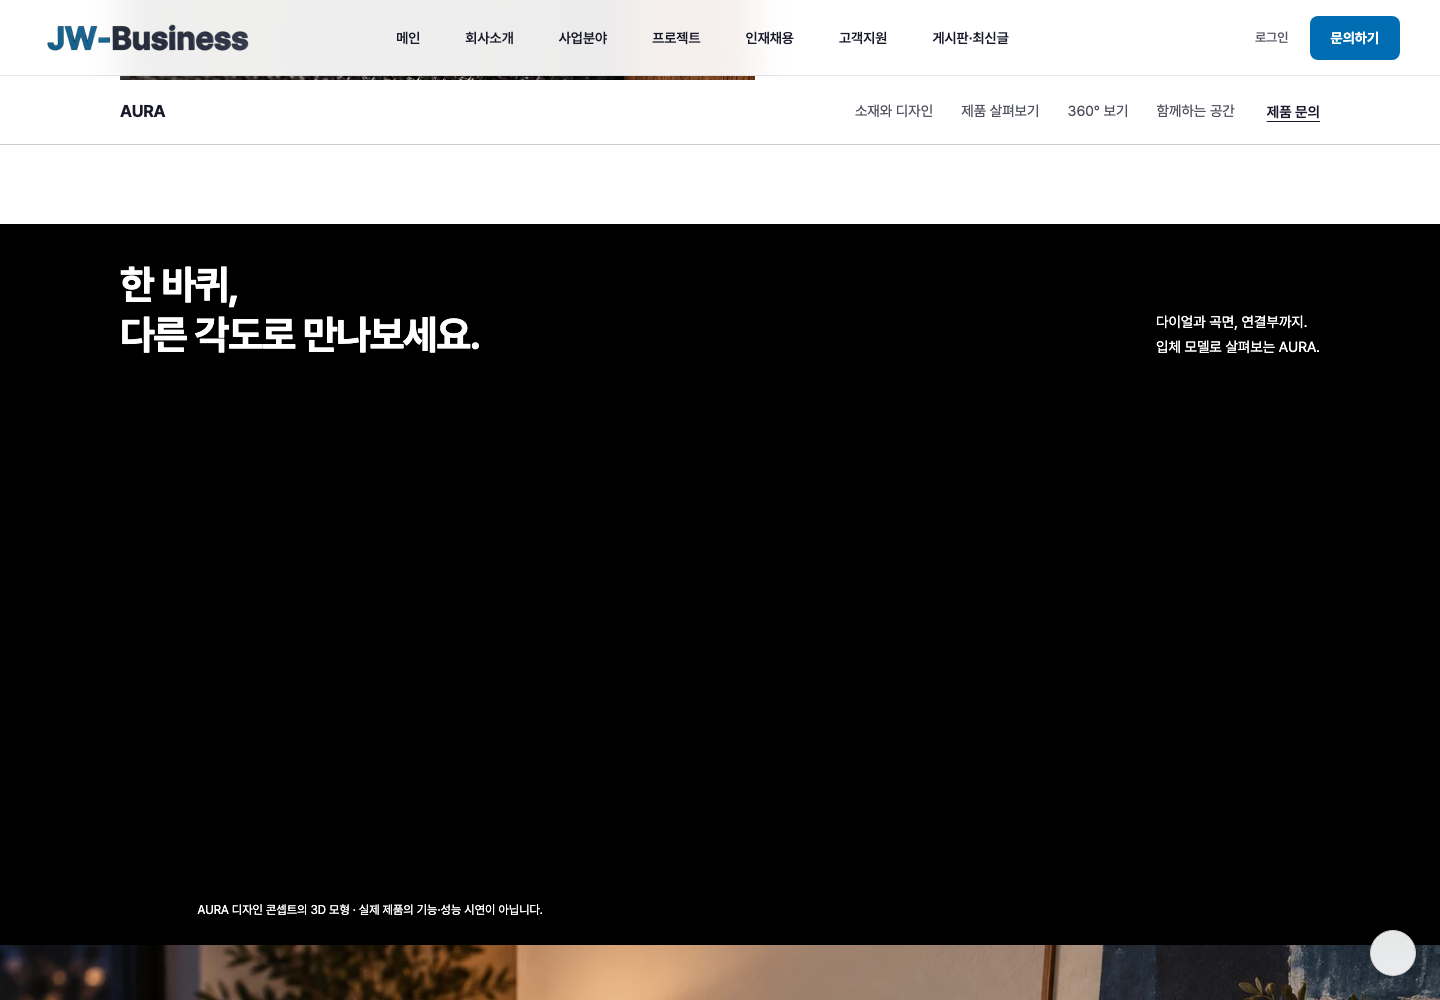 JW-Business
메인
회사소개
사업분야
프로젝트
인재채용
고객지원
게시판·최신글
로그인
문의하기
AURA
소재와 디자인
제품 살펴보기
360° 보기
함께하는 공간
제품 문의
한 바퀴,
다른 각도로 만나보세요.
다이얼과 곡면, 연결부까지.
입체 모델로 살펴보는 AURA.
AURA 디자인 콘셉트의 3D 모형 · 실제 제품의 기능·성능 시연이 아닙니다.